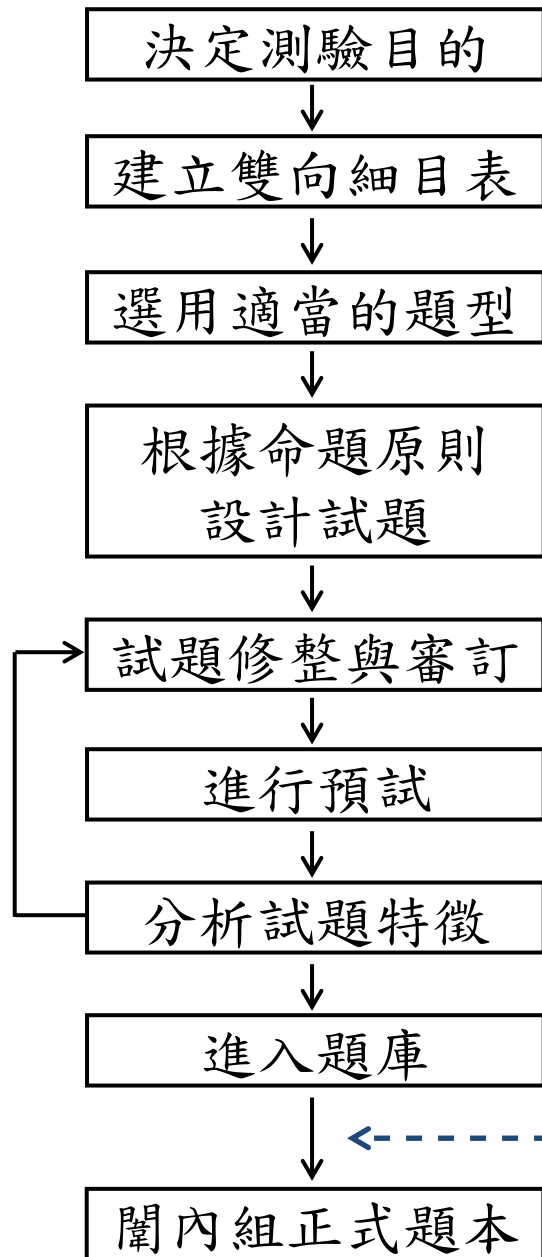 決定測驗目的
建立雙向細目表
選用適當的題型
根據命題原則
設計試題
試題修整與審訂
進行預試
分析試題特徵
進入題庫
闈內組正式題本